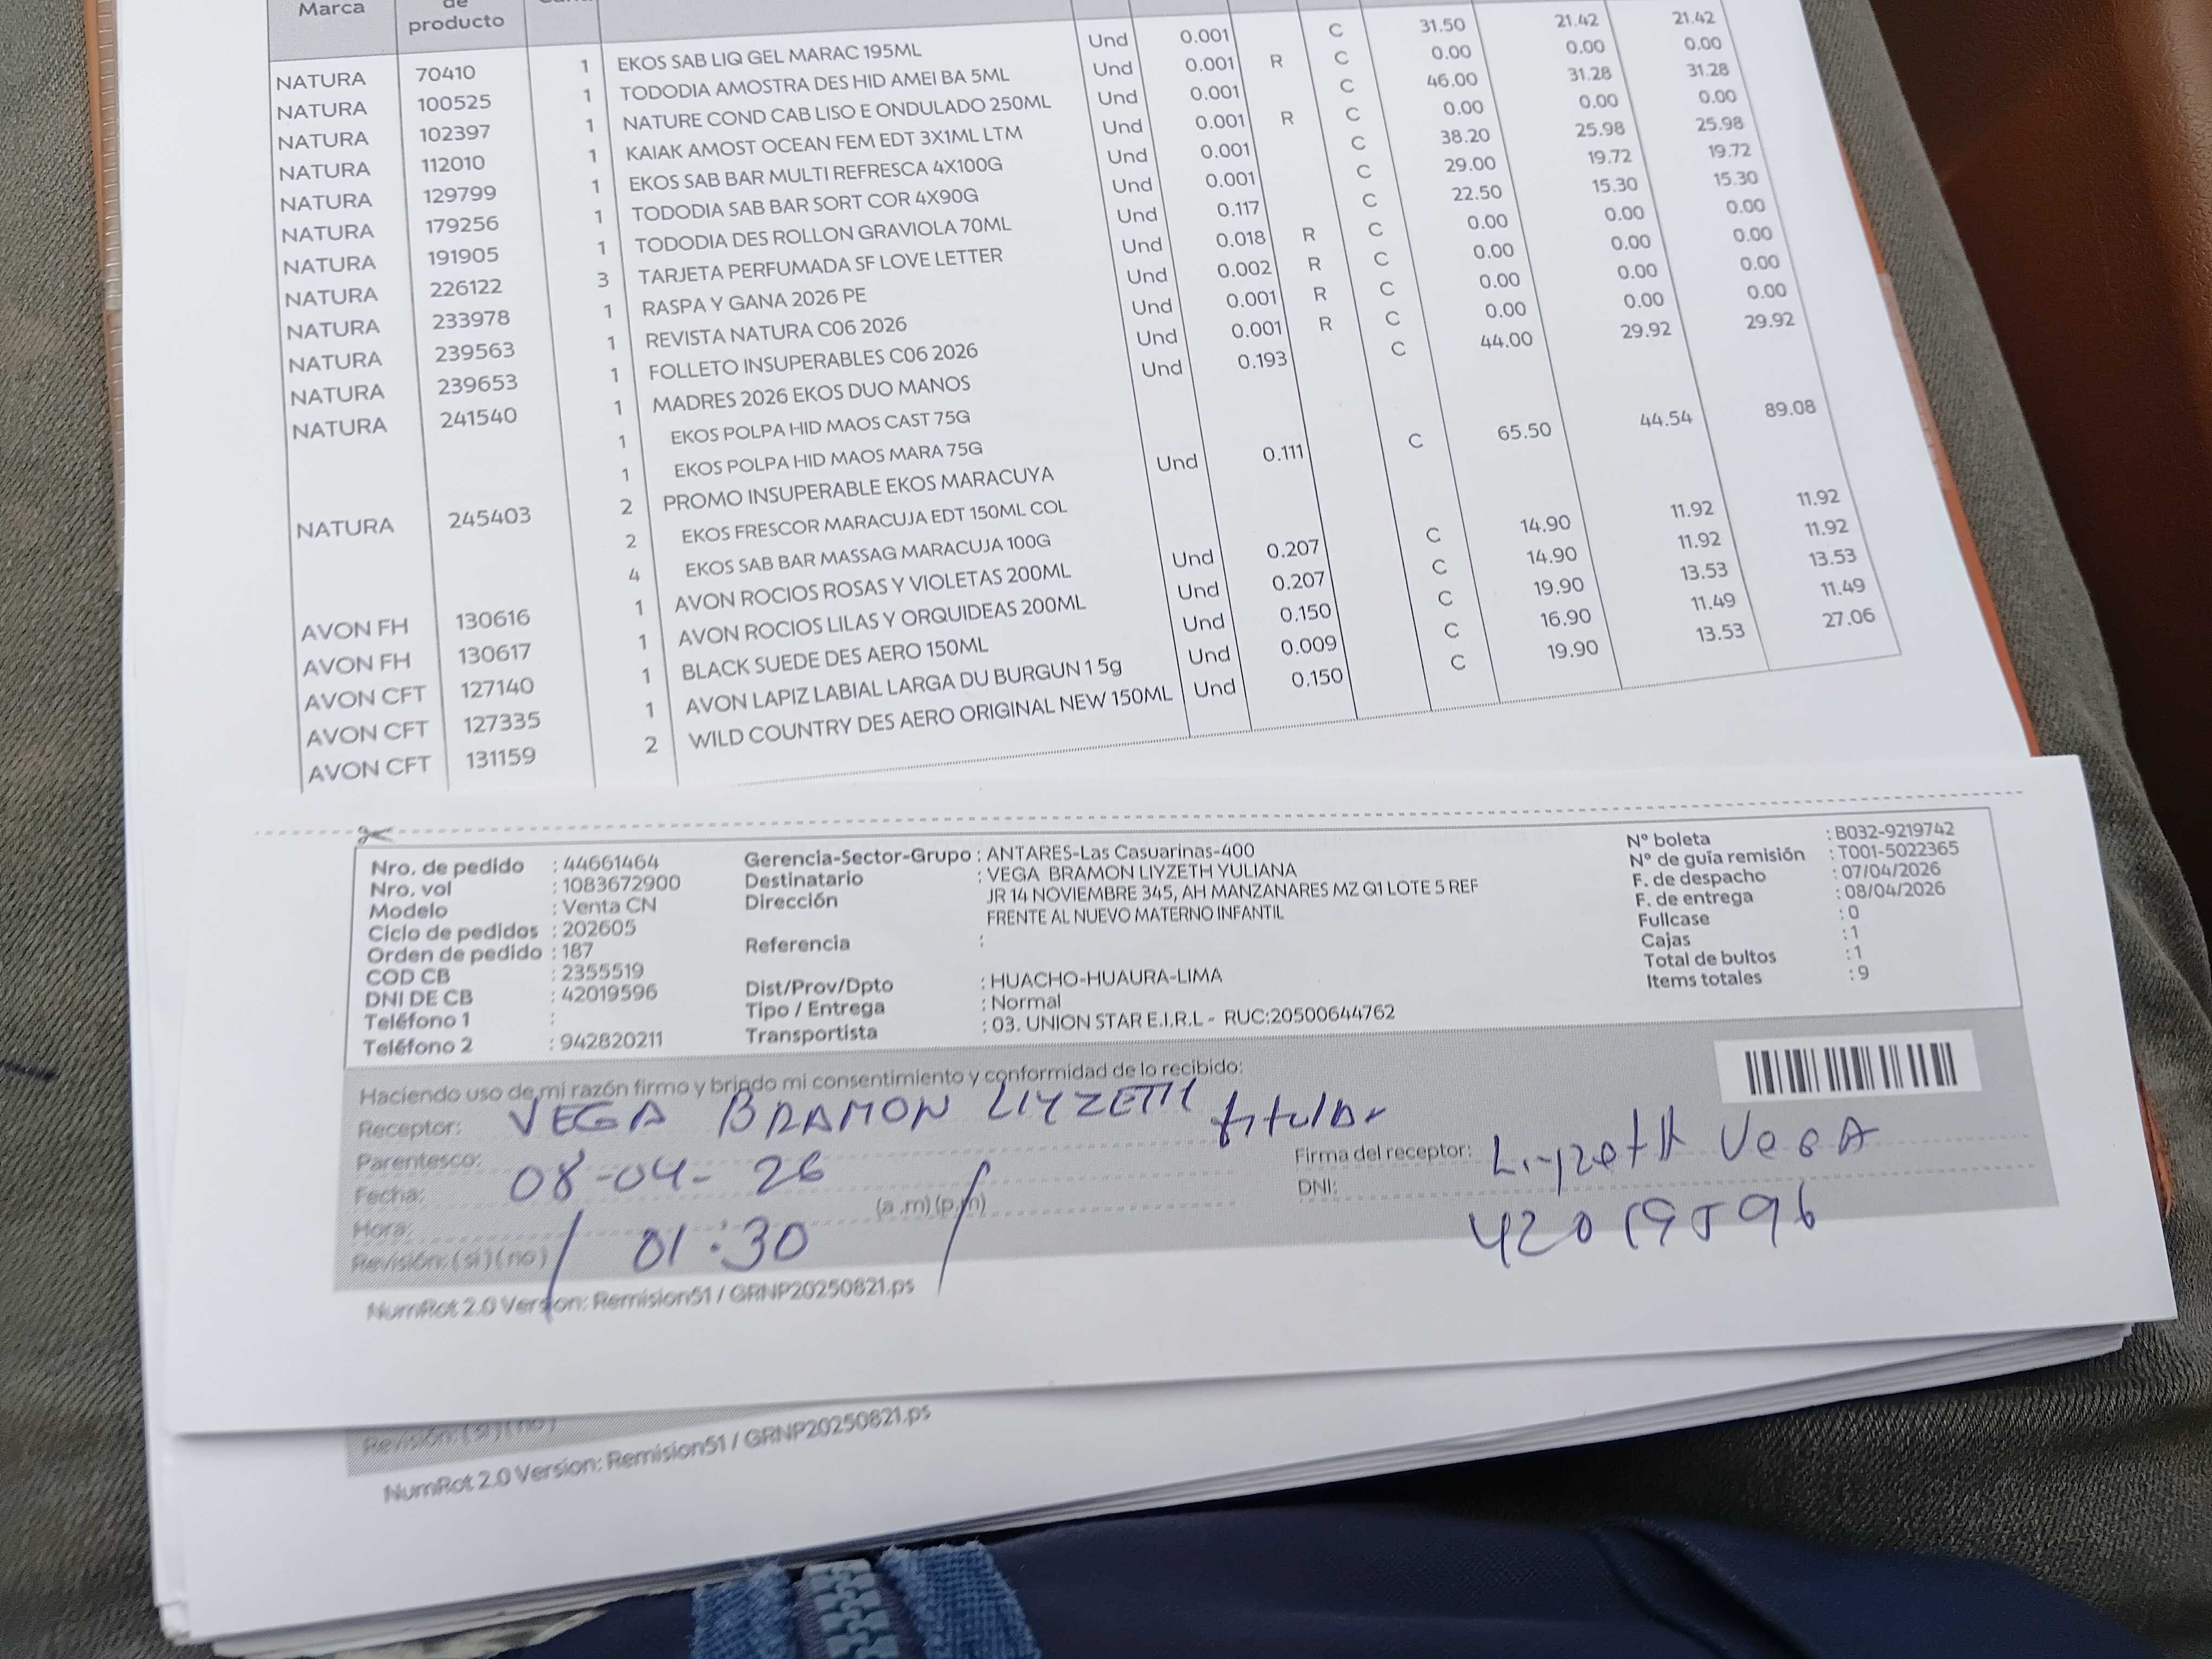 Marca de producto
NATURA 70410 1 EKOS SAB LIQ GEL MARAC 195ML Und 0.001 C 31.50 21.42 21.42
NATURA 100525 1 TODODIA AMOSTRA DES HID AMEI BA 5ML Und 0.001 R C 0.00 0.00 0.00
NATURA 102397 1 NATURE COND CAB LISO E ONDULADO 250ML Und 0.001 C 46.00 31.28 31.28
NATURA 112010 1 KAIAK AMOST OCEAN FEM EDT 3X1ML LTM Und 0.001 R C 0.00 0.00 0.00
NATURA 129799 1 EKOS SAB BAR MULTI REFRESCA 4X100G Und 0.001 C 38.20 25.98 25.98
NATURA 179256 1 TODODIA SAB BAR SORT COR 4X90G Und 0.001 C 29.00 19.72 19.72
NATURA 191905 1 TODODIA DES ROLLON GRAVIOLA 70ML Und 0.117 C 22.50 15.30 15.30
NATURA 226122 3 TARJETA PERFUMADA SF LOVE LETTER Und 0.018 R C 0.00 0.00 0.00
NATURA 233978 1 RASPA Y GANA 2026 PE Und 0.002 R C 0.00 0.00 0.00
NATURA 239563 1 REVISTA NATURA C06 2026 Und 0.001 R C 0.00 0.00 0.00
NATURA 239653 1 FOLLETO INSUPERABLES C06 2026 Und 0.001 R C 0.00 0.00 0.00
NATURA 241540 1 MADRES 2026 EKOS DUO MANOS Und 0.193 C 44.00 29.92 29.92
1 EKOS POLPA HID MAOS CAST 75G
1 EKOS POLPA HID MAOS MARA 75G
NATURA 245403 2 PROMO INSUPERABLE EKOS MARACUYA Und 0.111 C 65.50 44.54 89.08
2 EKOS FRESCOR MARACUJA EDT 150ML COL
4 EKOS SAB BAR MASSAG MARACUJA 100G
AVON FH 130616 1 AVON ROCIOS ROSAS Y VIOLETAS 200ML Und 0.207 C 14.90 11.92 11.92
AVON FH 130617 1 AVON ROCIOS LILAS Y ORQUIDEAS 200ML Und 0.207 C 14.90 11.92 11.92
AVON CFT 127140 1 BLACK SUEDE DES AERO 150ML Und 0.150 C 19.90 13.53 13.53
AVON CFT 127335 1 AVON LAPIZ LABIAL LARGA DU BURGUN 1 5g Und 0.009 C 16.90 11.49 11.49
AVON CFT 131159 2 WILD COUNTRY DES AERO ORIGINAL NEW 150ML Und 0.150 C 19.90 13.53 27.06
Nro. de pedido : 44661464 Gerencia-Sector-Grupo : ANTARES-Las Casuarinas-400 Nº boleta : B032-9219742
Nro. vol : 1083672900 Destinatario : VEGA BRAMON LIYZETH YULIANA Nº de guía remisión : T001-5022365
Modelo : Venta CN Dirección JR 14 NOVIEMBRE 345, AH MANZANARES MZ Q1 LOTE 5 REF F. de despacho : 07/04/2026
Ciclo de pedidos : 202605 FRENTE AL NUEVO MATERNO INFANTIL F. de entrega : 08/04/2026
Orden de pedido : 187 Referencia : Fullcase : 0
COD CB : 2355519 Cajas : 1
DNI DE CB : 42019596 Dist/Prov/Dpto : HUACHO-HUAURA-LIMA Total de bultos : 1
Teléfono 1 : Tipo / Entrega : Normal Items totales : 9
Teléfono 2 : 942820211 Transportista : 03. UNION STAR E.I.R.L - RUC:20500644762
Haciendo uso de mi razón firmo y brindo mi consentimiento y conformidad de lo recibido:
Receptor: VEGA BRAMON LIYZETH titular
Parentesco: Firma del receptor: Liyzeth VegA
Fecha: 08-04-26 DNI: 42019596
Hora: 01:30 (a .m) (p.m)
Revisión: (si) (no)
NumRot 2.0 Version: Remision51 / GRNP20250821.ps
Revisión: (si) (no)
NumRot 2.0 Version: Remision51 / GRNP20250821.ps